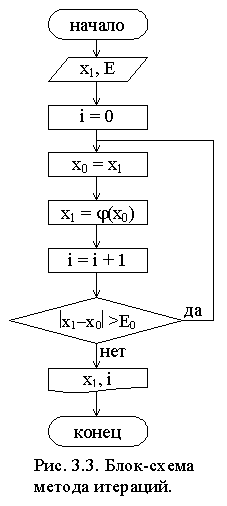 начало
x₁, E
i = 0
x₀ = x₁
x₁ = φ(x₀)
i = i + 1
|x₁–x₀| >E₀
да
нет
x₁, i
конец
Рис. 3.3. Блок-схема
метода итераций.